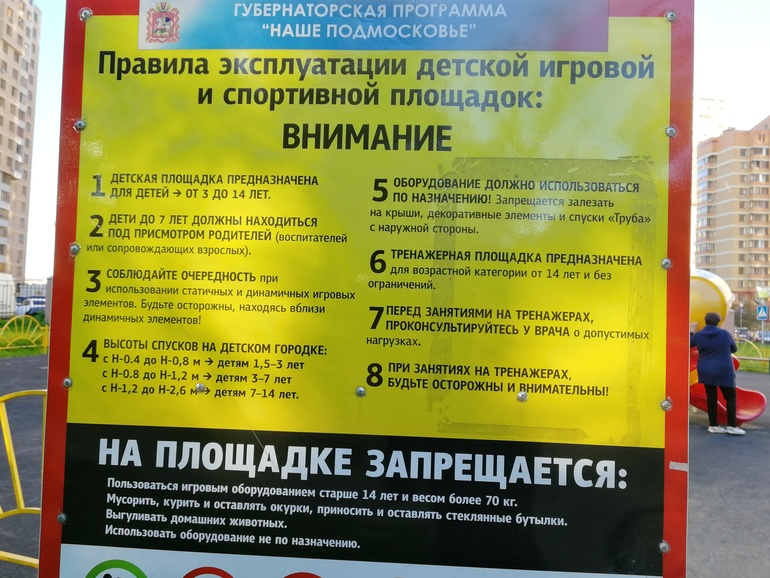 ГУБЕРНАТОРСКАЯ ПРОГРАММА
"НАШЕ ПОДМОСКОВЬЕ"
Правила эксплуатации детской игровой
и спортивной площадок:
ВНИМАНИЕ
1 ДЕТСКАЯ ПЛОЩАДКА ПРЕДНАЗНАЧЕНА
ДЛЯ ДЕТЕЙ → ОТ 3 ДО 14 ЛЕТ.
2 ДЕТИ ДО 7 ЛЕТ ДОЛЖНЫ НАХОДИТЬСЯ
ПОД ПРИСМОТРОМ РОДИТЕЛЕЙ (воспитателей
или сопровождающих взрослых).
3 СОБЛЮДАЙТЕ ОЧЕРЕДНОСТЬ при
использовании статичных и динамичных игровых
элементов. Будьте осторожны, находясь вблизи
динамичных элементов!
4 ВЫСОТЫ СПУСКОВ НА ДЕТСКОМ ГОРОДКЕ:
с Н-0.4 до Н-0,8 м → детям 1,5–3 лет
с Н-0.8 до Н-1,2 м → детям 3–7 лет
с Н-1,2 до Н-2,6 м → детям 7–14 лет.
5 ОБОРУДОВАНИЕ ДОЛЖНО ИСПОЛЬЗОВАТЬСЯ
ПО НАЗНАЧЕНИЮ! Запрещается залезать
на крыши, декоративные элементы и спуски «Труба»
с наружной стороны.
6 ТРЕНАЖЕРНАЯ ПЛОЩАДКА ПРЕДНАЗНАЧЕНА
для возрастной категории от 14 лет и без
ограничений.
7 ПЕРЕД ЗАНЯТИЯМИ НА ТРЕНАЖЕРАХ,
ПРОКОНСУЛЬТИРУЙТЕСЬ У ВРАЧА о допустимых
нагрузках.
8 ПРИ ЗАНЯТИЯХ НА ТРЕНАЖЕРАХ,
БУДЬТЕ ОСТОРОЖНЫ И ВНИМАТЕЛЬНЫ!
НА ПЛОЩАДКЕ ЗАПРЕЩАЕТСЯ:
Пользоваться игровым оборудованием старше 14 лет и весом более 70 кг.
Мусорить, курить и оставлять окурки, приносить и оставлять стеклянные бутылки.
Выгуливать домашних животных.
Использовать оборудование не по назначению.